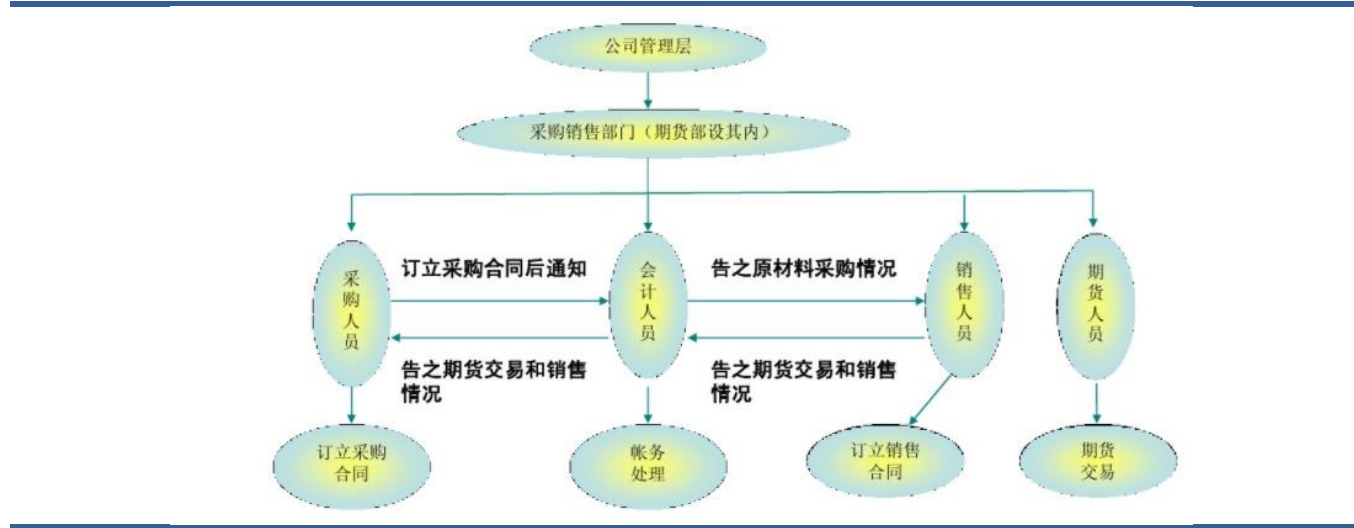 公司管理层
采购销售部门（期货部设其内）
采购人员
订立采购合同后通知
会计人员
告之原材料采购情况
销售人员
期货人员
告之期货交易和销售
情况
告之期货交易和销售
情况
订立采购
合同
帐务
处理
订立销售
合同
期货
交易